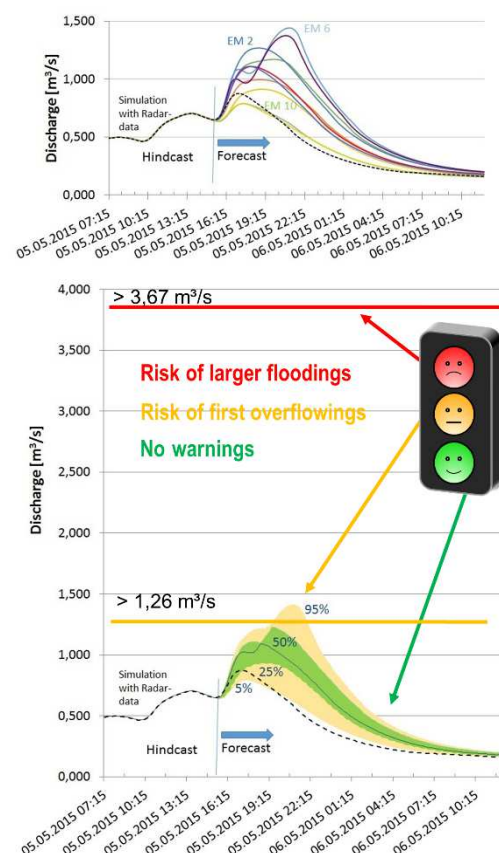 1,500
1,000
0,500
0,000
Discharge [m³/s]
EM 2
EM 6
EM 10
Simulation
with Radar-
data
Hindcast
Forecast
05.05.2015 07:15
05.05.2015 10:15
05.05.2015 13:15
05.05.2015 16:15
05.05.2015 19:15
05.05.2015 22:15
06.05.2015 01:15
06.05.2015 04:15
06.05.2015 07:15
06.05.2015 10:15
4,000
3,500
3,000
2,500
2,000
1,500
1,000
0,500
0,000
Discharge [m³/s]
> 3,67 m³/s
Risk of larger floodings
Risk of first overflowings
No warnings
> 1,26 m³/s
95%
50%
25%
5%
Simulation
with Radar-
data
Hindcast
Forecast
05.05.2015 07:15
05.05.2015 10:15
05.05.2015 13:15
05.05.2015 16:15
05.05.2015 19:15
05.05.2015 22:15
06.05.2015 01:15
06.05.2015 04:15
06.05.2015 07:15
06.05.2015 10:15